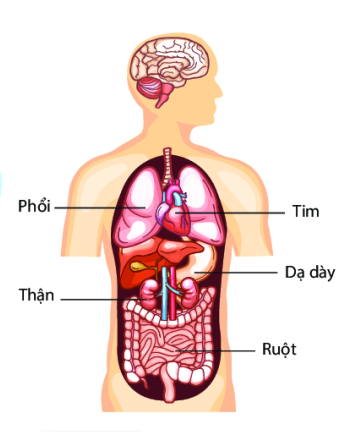 Phổi
Tim
Dạ dày
Thận
Ruột